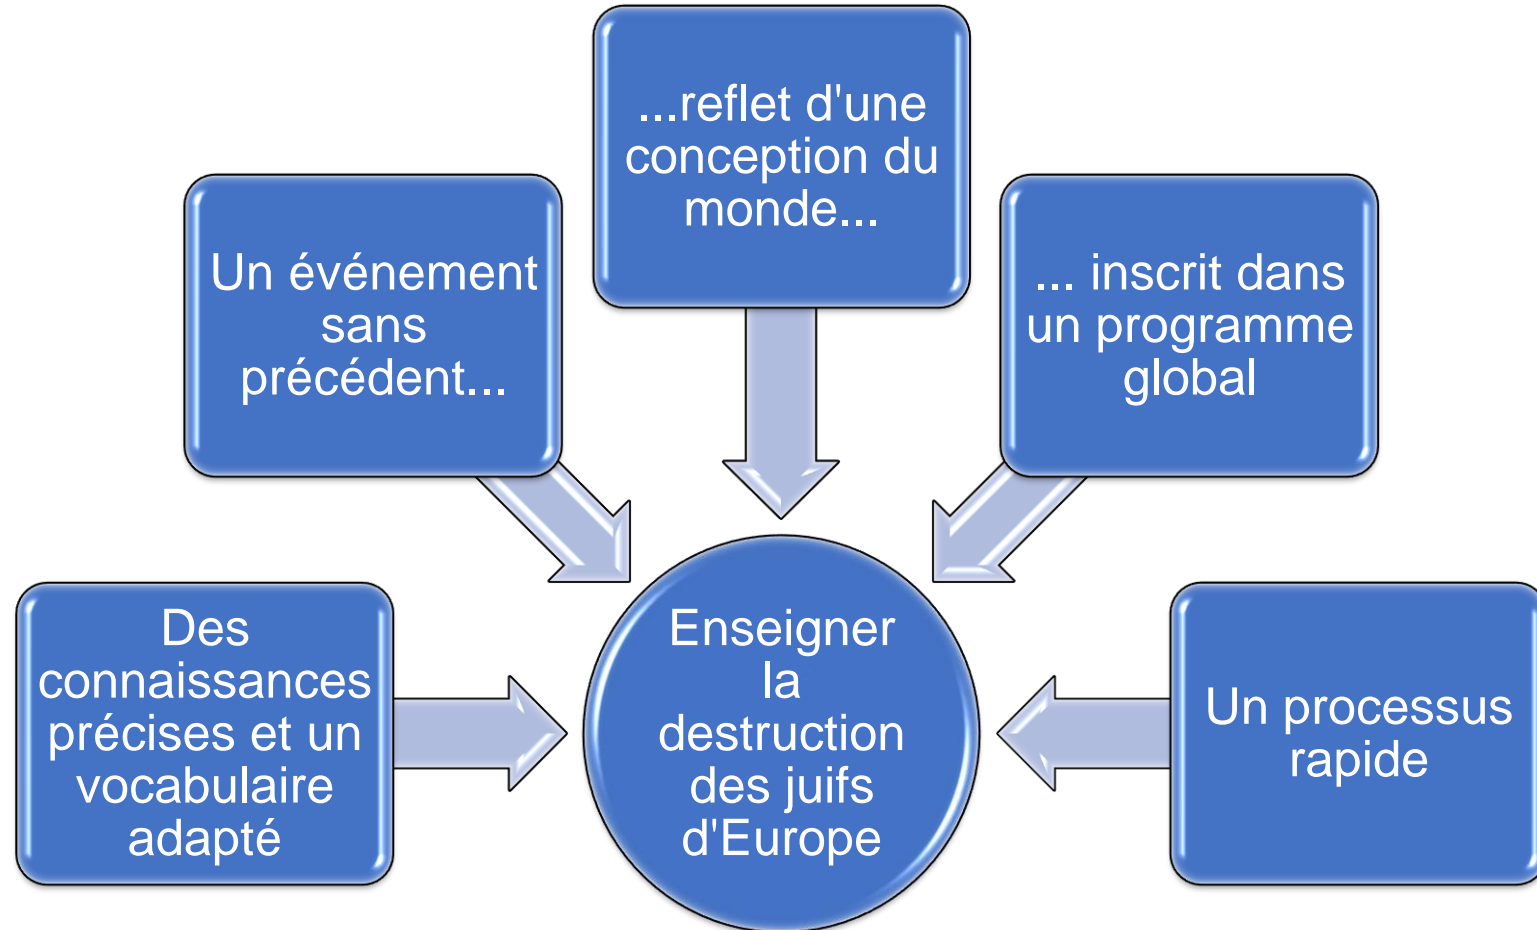 Des
connaissances
précises et un
vocabulaire
adapté
Un événement
sans
précédent...
...reflet d'une
conception du
monde...
... inscrit dans
un programme
global
Un processus
rapide
Enseigner
la
destruction
des juifs
d'Europe